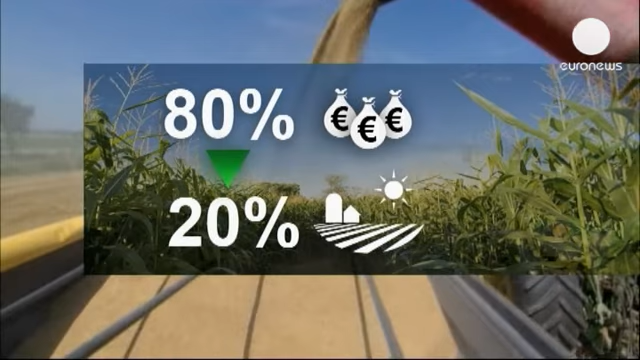 euronews
80%
€ € €
20%